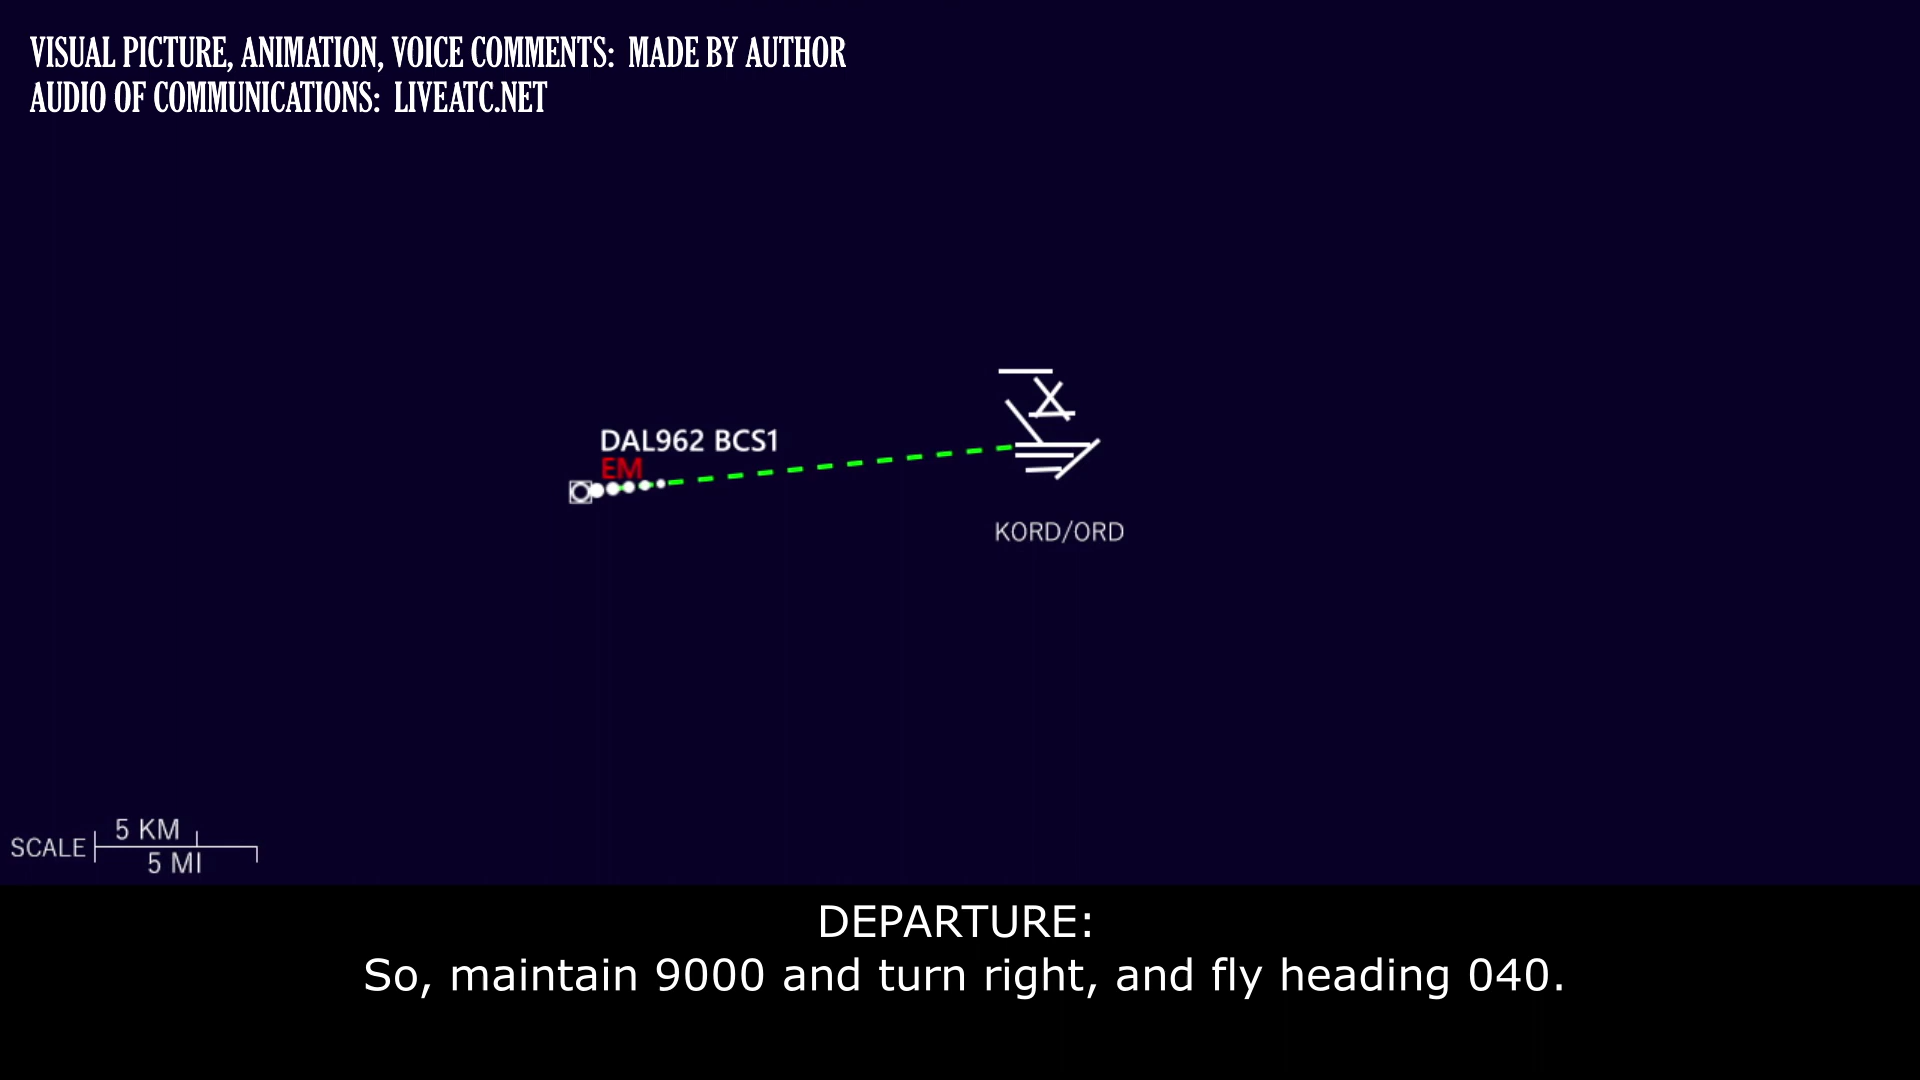 VISUAL PICTURE, ANIMATION, VOICE COMMENTS: MADE BY AUTHOR
AUDIO OF COMMUNICATIONS: LIVEATC.NET
DAL962 BCS1
EM
KORD/ORD
5 KM
SCALE
5 MI
DEPARTURE:
So, maintain 9000 and turn right, and fly heading 040.